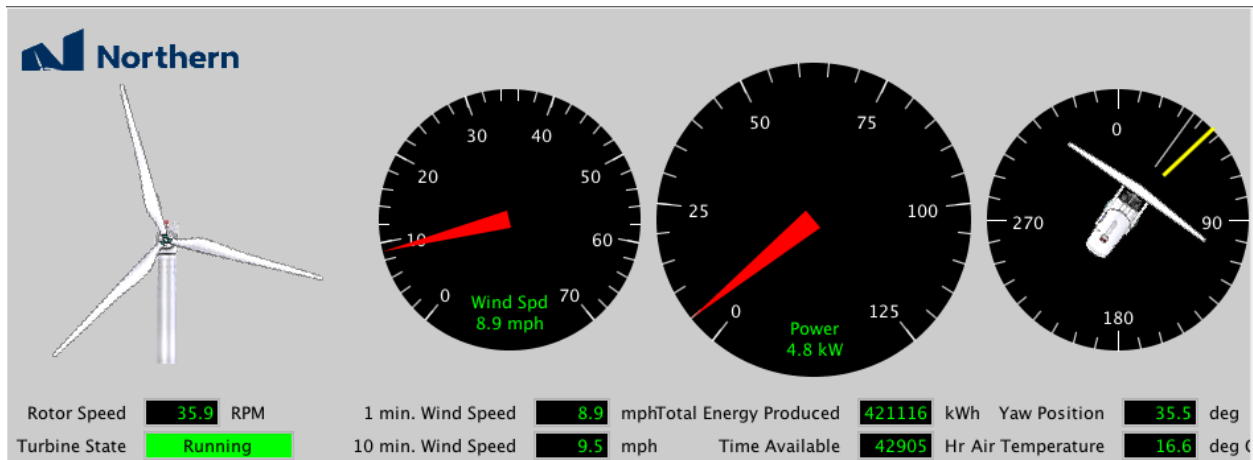 Northern
0
10
20
30
40
50
60
70
Wind Spd
8.9 mph
0
25
50
75
100
125
Power
4.8 kW
0
90
180
270
Rotor Speed 35.9 RPM
1 min. Wind Speed 8.9 mph
Total Energy Produced 421116 kWh
Yaw Position 35.5 deg
Turbine State Running
10 min. Wind Speed 9.5 mph
Time Available 42905 Hr
Air Temperature 16.6 deg